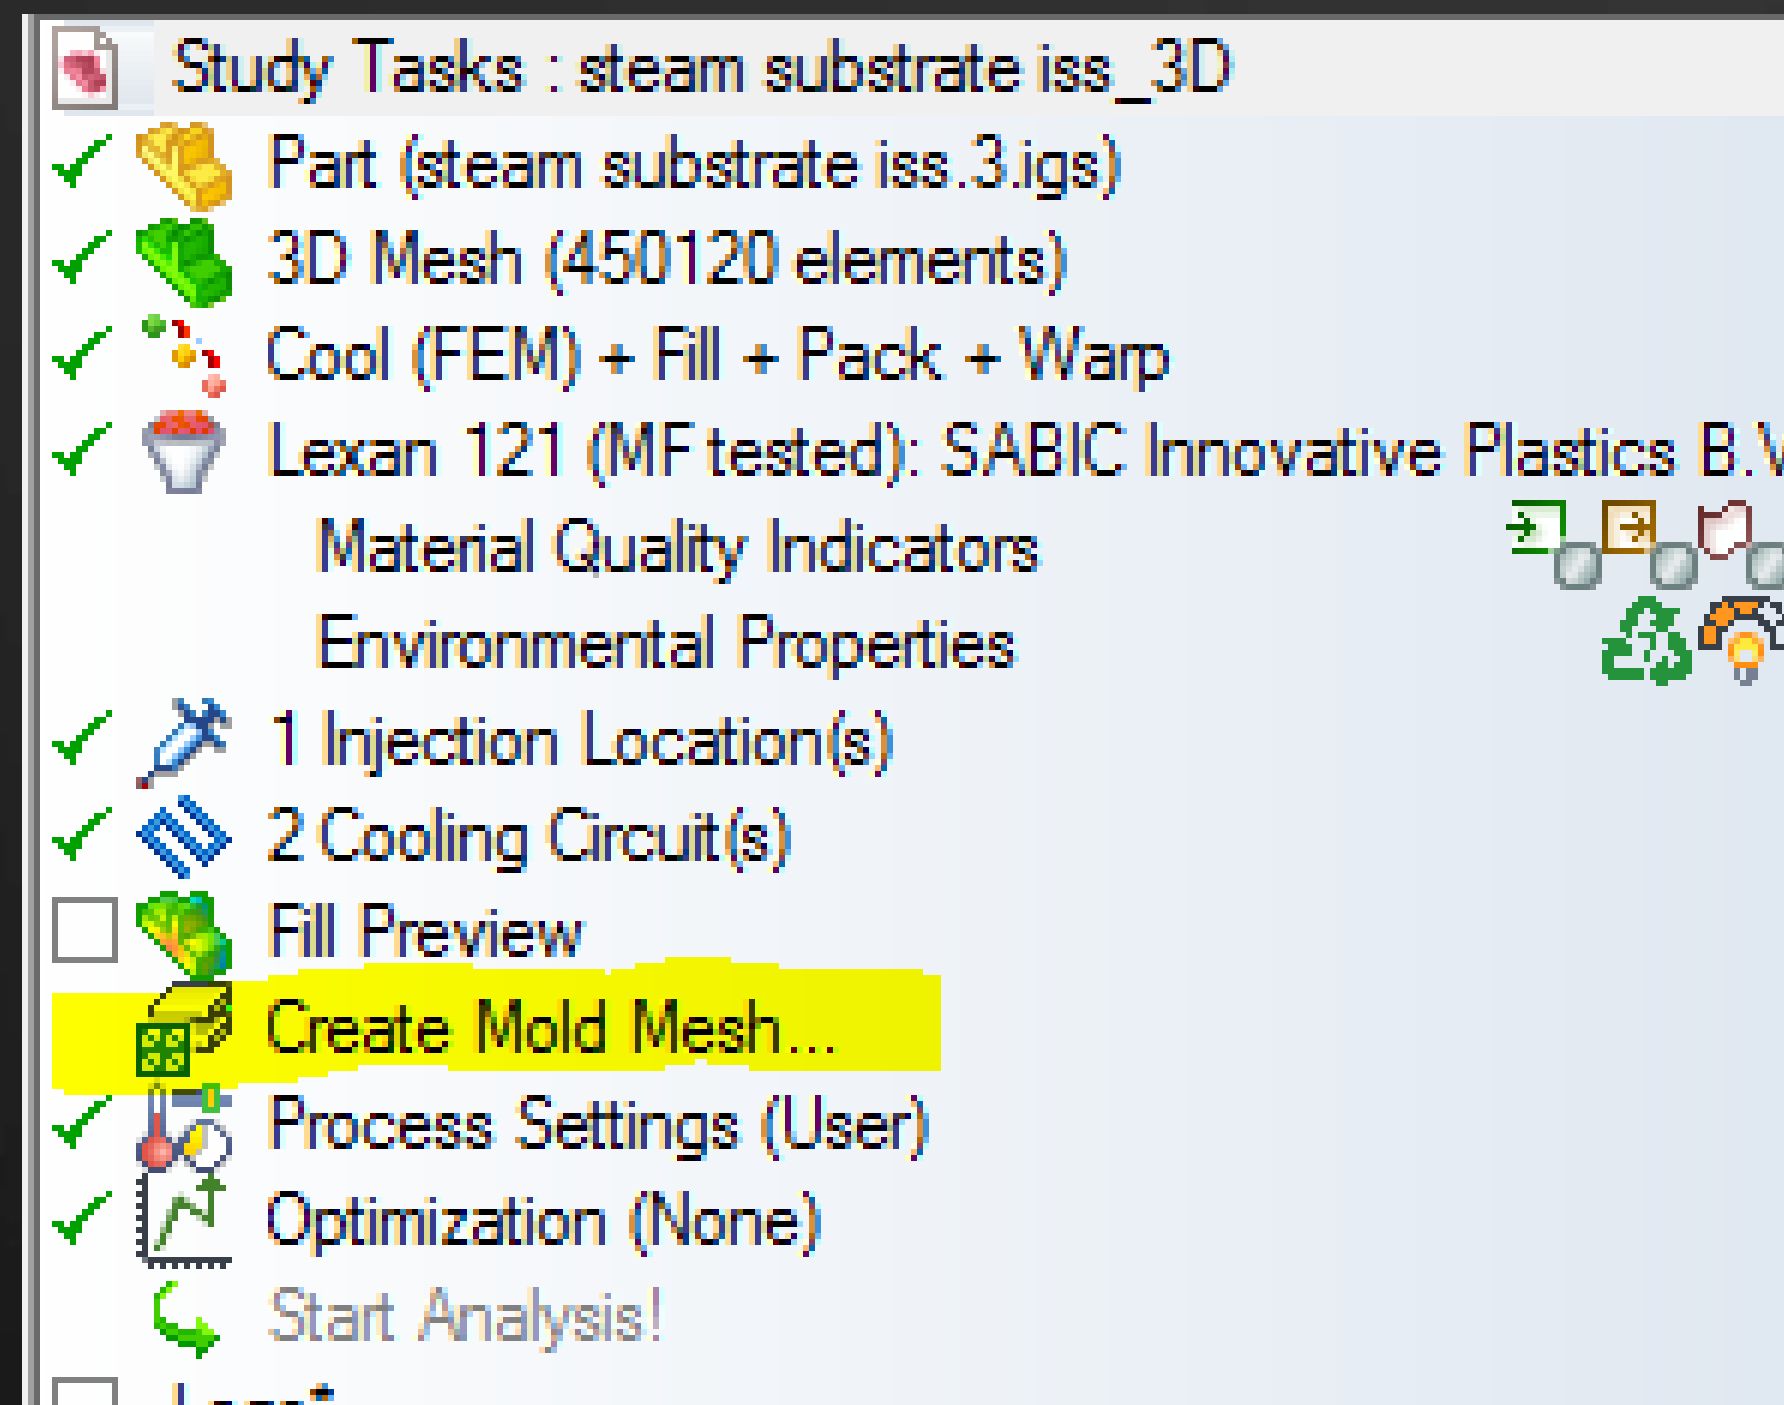 Study Tasks : steam substrate iss_3D
Part (steam substrate iss.3.igs)
3D Mesh (450120 elements)
Cool (FEM) + Fill + Pack + Warp
Lexan 121 (MF tested): SABIC Innovative Plastics B.V
Material Quality Indicators
Environmental Properties
7
1 Injection Location(s)
2 Cooling Circuit(s)
Fill Preview
Create Mold Mesh...
Process Settings (User)
Optimization (None)
Start Analysis!